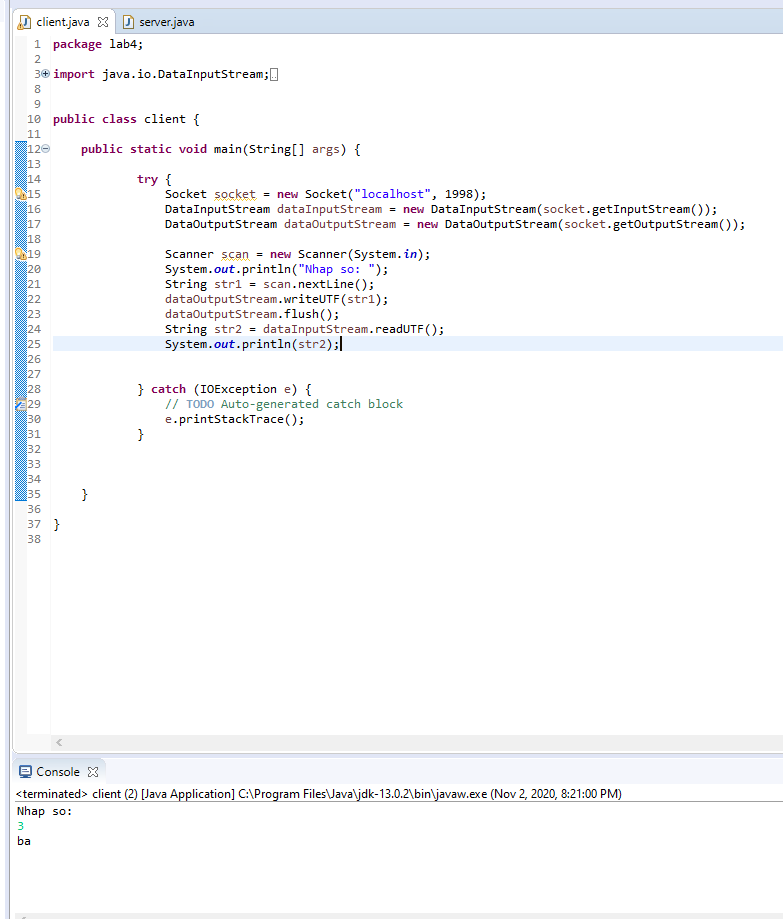 client.java server.java
1 package lab4;
2
3 import java.io.DataInputStream;
8
9
10 public class client {
11
12 public static void main(String[] args) {
13
14 try {
15 Socket socket = new Socket("localhost", 1998);
16 DataInputStream dataInputStream = new DataInputStream(socket.getInputStream());
17 DataOutputStream dataOutputStream = new DataOutputStream(socket.getOutputStream());
18
19 Scanner scan = new Scanner(System.in);
20 System.out.println("Nhap so: ");
21 String str1 = scan.nextLine();
22 dataOutputStream.writeUTF(str1);
23 dataOutputStream.flush();
24 String str2 = dataInputStream.readUTF();
25 System.out.println(str2);
26
27
28 } catch (IOException e) {
29 // TODO Auto-generated catch block
30 e.printStackTrace();
31 }
32
33
34
35 }
36
37 }
38
Console
<terminated> client (2) [Java Application] C:\Program Files\Java\jdk-13.0.2\bin\javaw.exe (Nov 2, 2020, 8:21:00 PM)
Nhap so:
3
ba